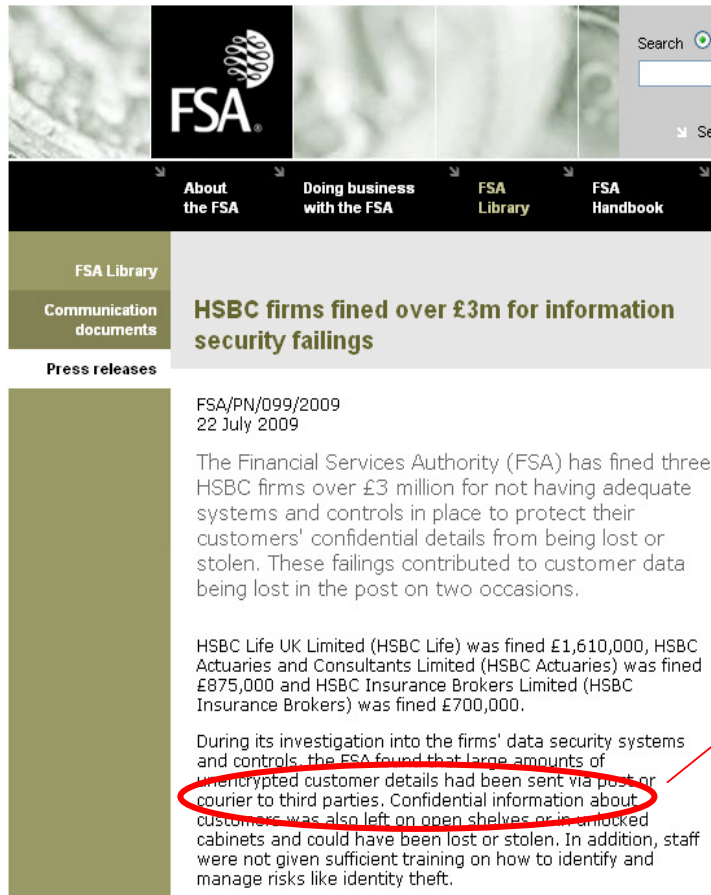 Search
FSA
Se
About the FSA
Doing business with the FSA
FSA Library
FSA Handbook
FSA Library
Communication documents
Press releases
HSBC firms fined over £3m for information
security failings
FSA/PN/099/2009
22 July 2009
The Financial Services Authority (FSA) has fined three
HSBC firms over £3 million for not having adequate
systems and controls in place to protect their
customers' confidential details from being lost or
stolen. These failings contributed to customer data
being lost in the post on two occasions.
HSBC Life UK Limited (HSBC Life) was fined £1,610,000, HSBC
Actuaries and Consultants Limited (HSBC Actuaries) was fined
£875,000 and HSBC Insurance Brokers Limited (HSBC
Insurance Brokers) was fined £700,000.
During its investigation into the firms' data security systems
and controls, the FSA found that large amounts of
unencrypted customer details had been sent via post or
courier to third parties. Confidential information about
customers was also left on open shelves or in unlocked
cabinets and could have been lost or stolen. In addition, staff
were not given sufficient training on how to identify and
manage risks like identity theft.